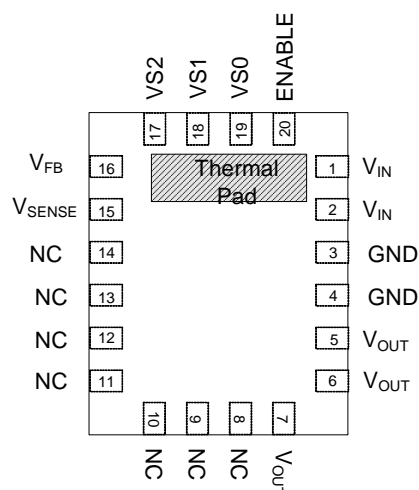 VS2 VS1 VS0 ENABLE
17 18 19 20
V_FB 16 Thermal 1 V_IN
Pad
V_SENSE 15 2 V_IN
NC 14 3 GND
NC 13 4 GND
NC 12 5 V_OUT
NC 11 6 V_OUT
10 9 8 7
NC NC NC V_OUT